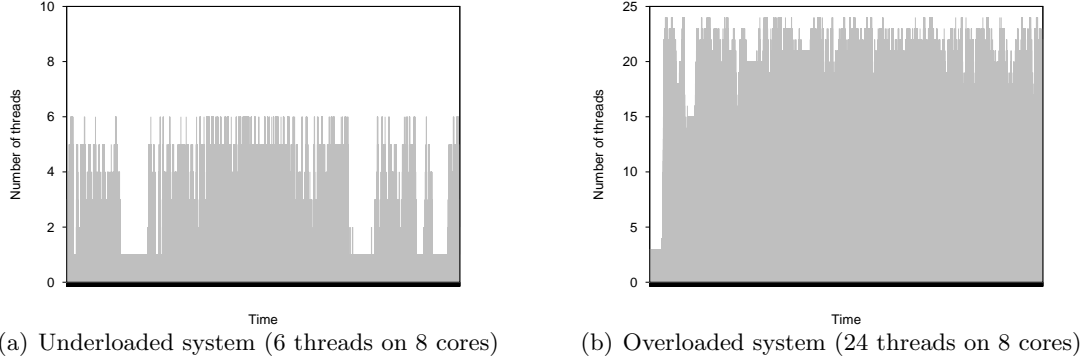 10
8
6
4
2
0
Number of threads
Time
(a) Underloaded system (6 threads on 8 cores)
25
20
15
10
5
0
Number of threads
Time
(b) Overloaded system (24 threads on 8 cores)